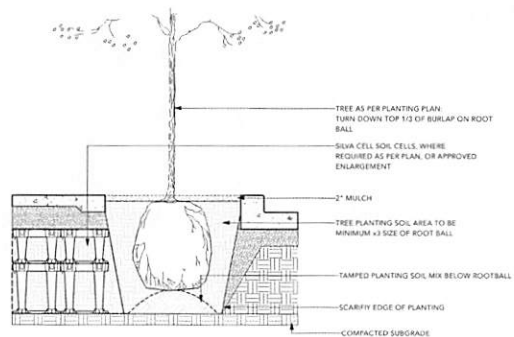 TREE AS PER PLANTING PLAN:
TURN DOWN TOP 1/3 OF BURLAP ON ROOT
BALL
SILVA CELL SOIL CELLS, WHERE
REQUIRED AS PER PLAN, OR APPROVED
ENLARGEMENT
2" MULCH
TREE PLANTING SOIL AREA TO BE
MINIMUM x3 SIZE OF ROOT BALL
TAMPED PLANTING SOIL MIX BELOW ROOTBALL
SCARIFIY EDGE OF PLANTING
COMPACTED SUBGRADE